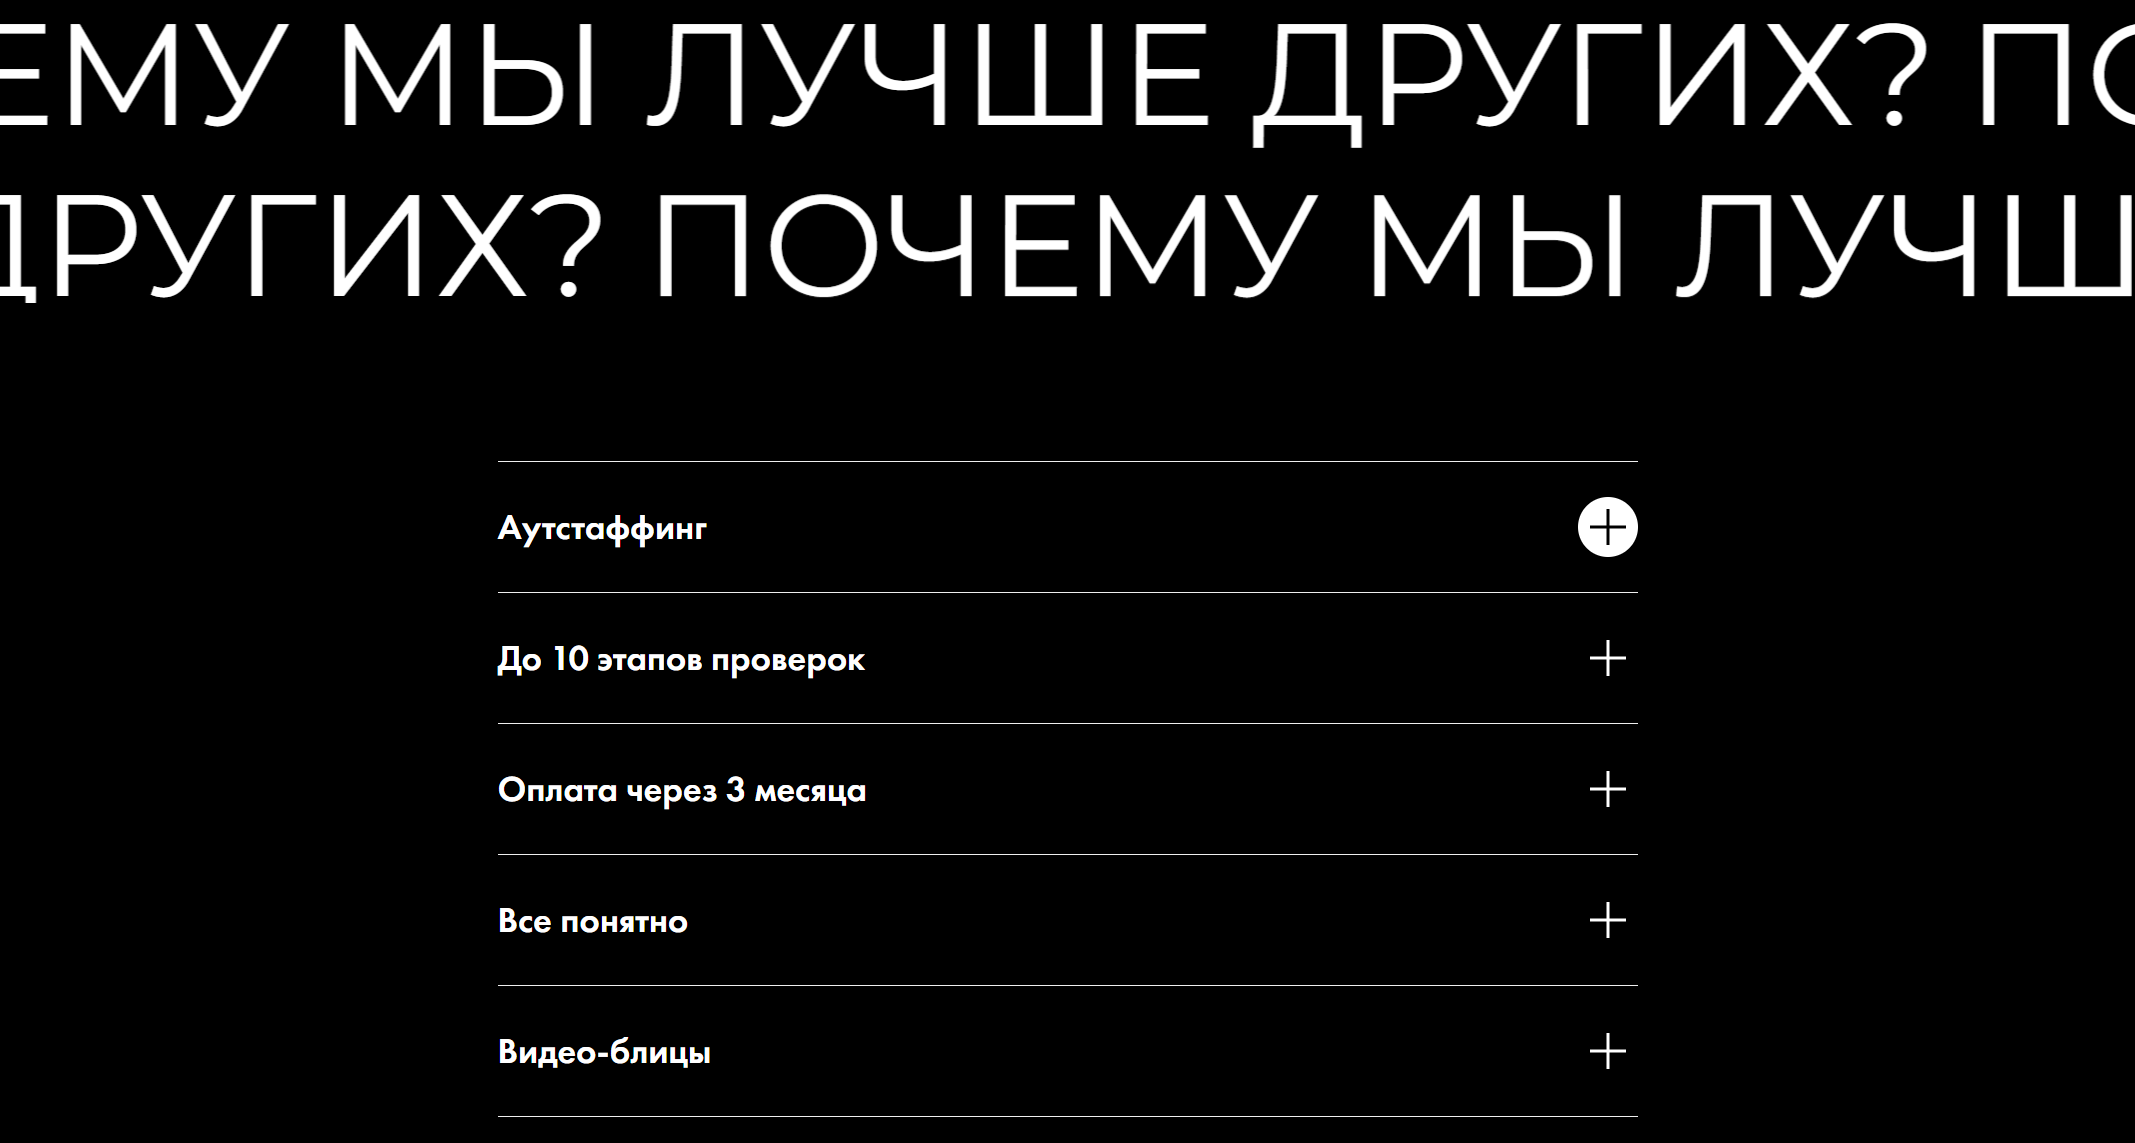 ЕМУ МЫ ЛУЧШЕ ДРУГИХ? ПО
ДРУГИХ? ПОЧЕМУ МЫ ЛУЧШ
Аутстаффинг
До 10 этапов проверок
Оплата через 3 месяца
Все понятно
Видео-блицы